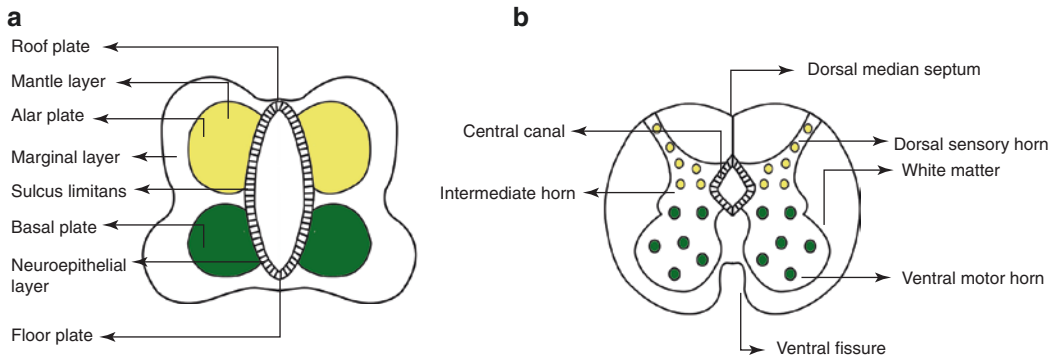 a
Roof plate
Mantle layer
Alar plate
Marginal layer
Sulcus limitans
Basal plate
Neuroepithelial
layer
Floor plate
b
Dorsal median septum
Central canal
Dorsal sensory horn
White matter
Intermediate horn
Ventral motor horn
Ventral fissure